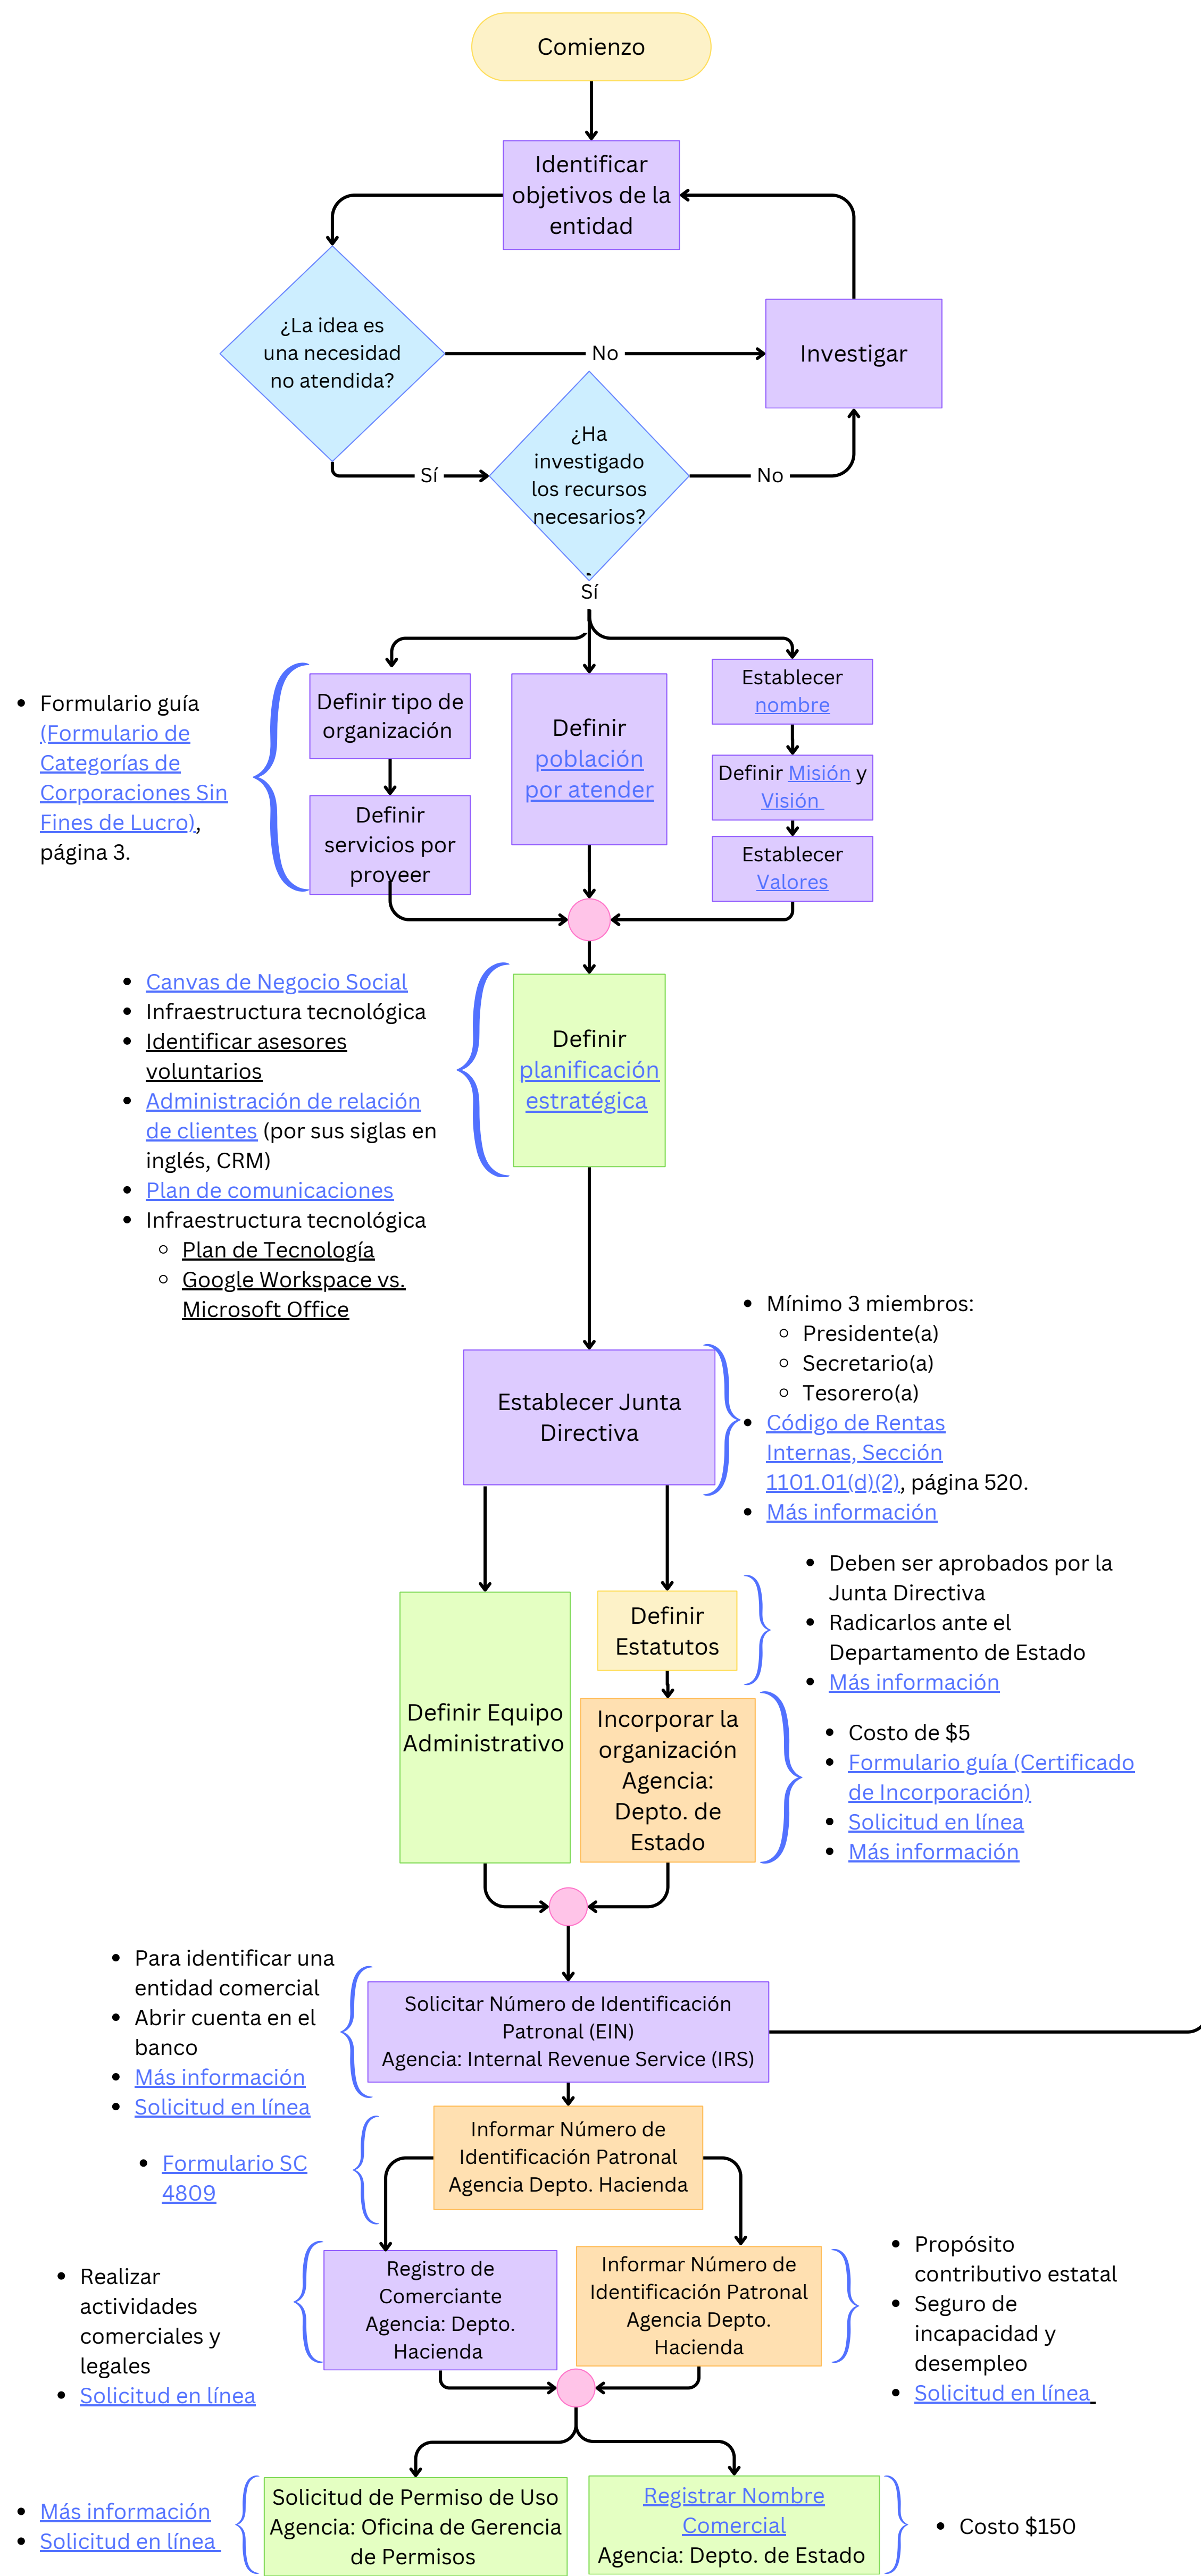 Comienzo
Identificar
objetivos de la
entidad
¿La idea es
una necesidad
no atendida?
No
Investigar
¿Ha
investigado
los recursos
necesarios?
Sí
No
Sí
• Formulario guía
(Formulario de
Categorías de
Corporaciones Sin
Fines de Lucro),
página 3.
Definir tipo de
organización
Definir
servicios por
proveer
Definir
población
por atender
Establecer
nombre
Definir Misión y
Visión
Establecer
Valores
• Canvas de Negocio Social
• Infraestructura tecnológica
• Identificar asesores
voluntarios
• Administración de relación
de clientes (por sus siglas en
inglés, CRM)
• Plan de comunicaciones
• Infraestructura tecnológica
○ Plan de Tecnología
○ Google Workspace vs.
Microsoft Office
Definir
planificación
estratégica
Establecer Junta
Directiva
• Mínimo 3 miembros:
○ Presidente(a)
○ Secretario(a)
○ Tesorero(a)
• Código de Rentas
Internas, Sección
1101.01(d)(2), página 520.
• Más información
Definir Equipo
Administrativo
Definir
Estatutos
• Deben ser aprobados por la
Junta Directiva
• Radicarlos ante el
Departamento de Estado
• Más información
Incorporar la
organización
Agencia:
Depto. de
Estado
• Costo de $5
• Formulario guía (Certificado
de Incorporación)
• Solicitud en línea
• Más información
• Para identificar una
entidad comercial
• Abrir cuenta en el
banco
• Más información
• Solicitud en línea
Solicitar Número de Identificación
Patronal (EIN)
Agencia: Internal Revenue Service (IRS)
• Formulario SC
4809
Informar Número de
Identificación Patronal
Agencia Depto. Hacienda
• Realizar
actividades
comerciales y
legales
• Solicitud en línea
Registro de
Comerciante
Agencia: Depto.
Hacienda
Informar Número de
Identificación Patronal
Agencia Depto.
Hacienda
• Propósito
contributivo estatal
• Seguro de
incapacidad y
desempleo
• Solicitud en línea
• Más información
• Solicitud en línea
Solicitud de Permiso de Uso
Agencia: Oficina de Gerencia
de Permisos
Registrar Nombre
Comercial
Agencia: Depto. de Estado
• Costo $150